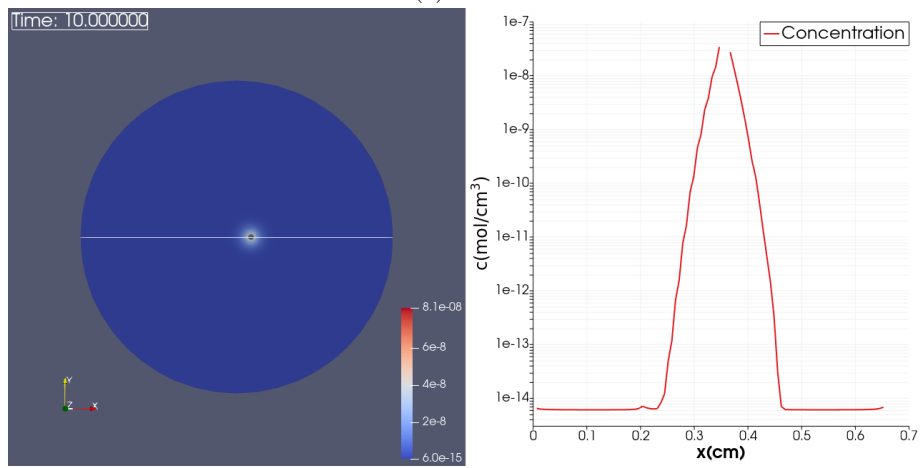 Time: 10.000000
8.1e-08
6e-8
4e-8
2e-8
6.0e-15
Y
Z
X
c(mol/cm³)
1e-7
1e-8
1e-9
1e-10
1e-11
1e-12
1e-13
1e-14
Concentration
0 0.1 0.2 0.3 0.4 0.5 0.6 0.7
x(cm)